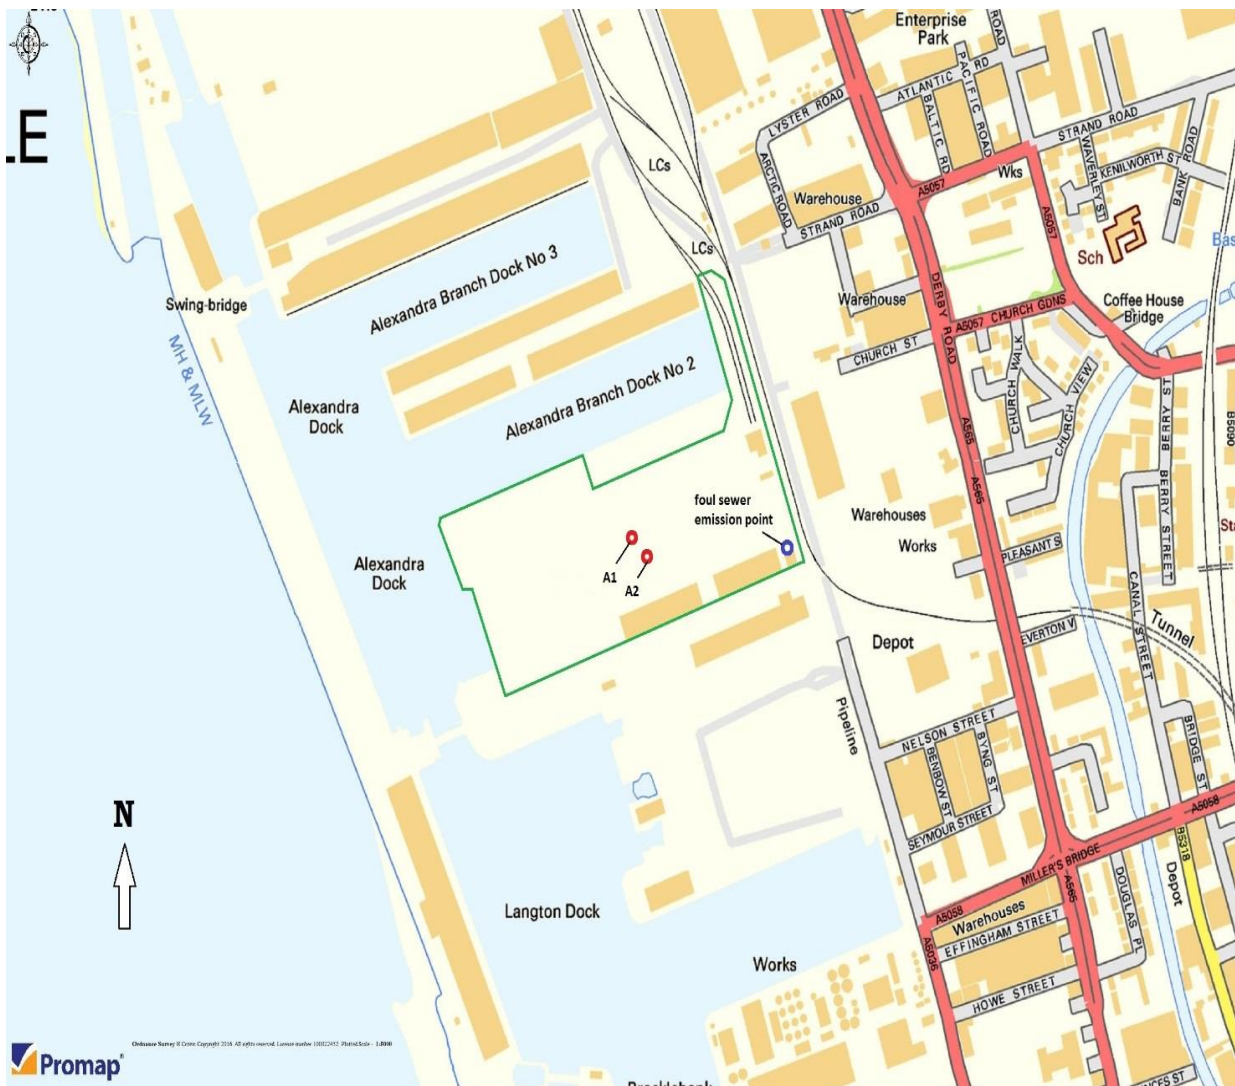 LE
Enterprise
Park
ROAD
ATLANTIC RD
PACIFIC ROAD
BALTIC RD
LYSTER ROAD
ARCTIC ROAD
STRAND ROAD
STRAND ROAD
WAVERLEY ST
KENILWORTH ST
BANK ROAD
LCs
LCs
Warehouse
Wks
A5057
A5057
Sch
Bas
Swing-bridge
Alexandra Branch Dock No 3
Warehouse
DERBY ROAD
A5057 CHURCH GDNS
Coffee House
Bridge
CHURCH ST
CHURCH WALK
CHURCH VIEW
BERRY ST
BERRY STREET
B5090
MH & MLW
Alexandra
Dock
Alexandra Branch Dock No 2
A565
A565
foul sewer
emission point
Warehouses
Works
PLEASANT S
Sta
A1
A2
Alexandra
Dock
CANAL STREET
EVERTON V
Tunnel
Depot
Pipeline
NELSON STREET
BENBOW ST
BYNG ST
SEYMOUR STREET
BRIDGE ST
A5058
B5318
MILLER'S BRIDGE
A565
A5058
N
Langton Dock
Warehouses
EFFINGHAM STREET
DOUGLAS PL
Depot
A5036
Works
HOWE STREET
Promap